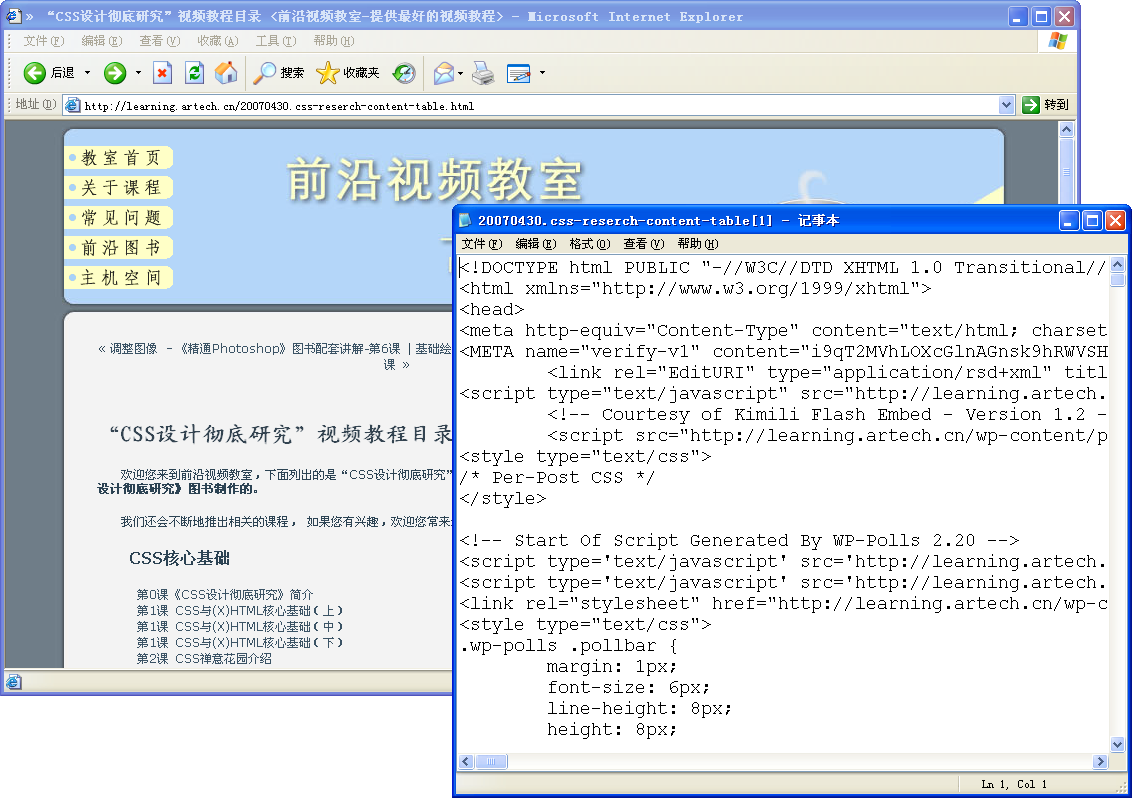 » “CSS设计彻底研究”视频教程目录 <前沿视频教室-提供最好的视频教程> - Microsoft Internet Explorer
文件(F) 编辑(E) 查看(V) 收藏(A) 工具(T) 帮助(H)
后退 搜索 收藏夹
地址(D) http://learning.artech.cn/20070430.css-reserch-content-table.html 转到
前沿视频教室
教室首页
关于课程
常见问题
前沿图书
主机空间
« 调整图像 - 《精通Photoshop》图书配套讲解-第6课 | 基础绘
课 »
“CSS设计彻底研究”视频教程目录
欢迎您来到前沿视频教室，下面列出的是“CSS设计彻底研究”
设计彻底研究》图书制作的。
我们还会不断地推出相关的课程， 如果您有兴趣，欢迎您常来
CSS核心基础
第0课《CSS设计彻底研究》简介
第1课 CSS与(X)HTML核心基础（上）
第1课 CSS与(X)HTML核心基础（中）
第1课 CSS与(X)HTML核心基础（下）
第2课 CSS禅意花园介绍
20070430.css-reserch-content-table[1] - 记事本
文件(F) 编辑(E) 格式(O) 查看(V) 帮助(H)
<!DOCTYPE html PUBLIC "-//W3C//DTD XHTML 1.0 Transitional//
<html xmlns="http://www.w3.org/1999/xhtml">
<head>
<meta http-equiv="Content-Type" content="text/html; charset
<META name="verify-v1" content="i9qT2MVhLOXcGlnAGnsk9hRWVSH
<link rel="EditURI" type="application/rsd+xml" titl
<script type="text/javascript" src="http://learning.artech.
<!-- Courtesy of Kimili Flash Embed - Version 1.2 -
<script src="http://learning.artech.cn/wp-content/p
<style type="text/css">
/* Per-Post CSS */
</style>
<!-- Start Of Script Generated By WP-Polls 2.20 -->
<script type='text/javascript' src='http://learning.artech.
<script type='text/javascript' src='http://learning.artech.
<link rel="stylesheet" href="http://learning.artech.cn/wp-c
<style type="text/css">
.wp-polls .pollbar {
margin: 1px;
font-size: 6px;
line-height: 8px;
height: 8px;
Ln 1, Col 1